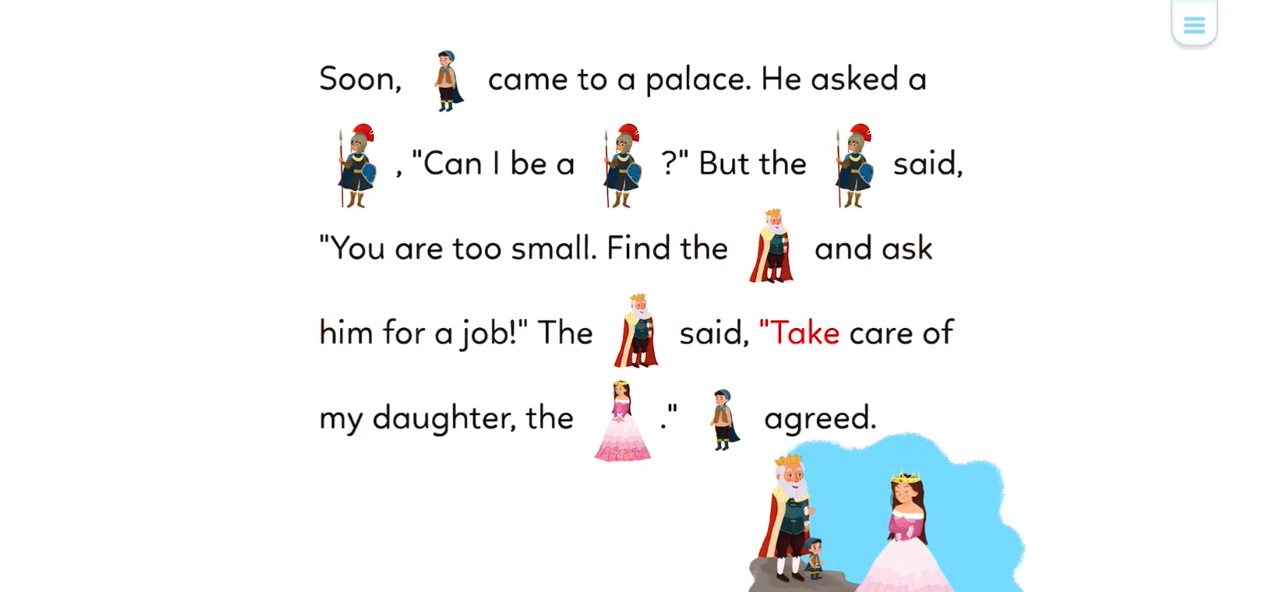 Soon, came to a palace. He asked a
, "Can I be a ?" But the said,
"You are too small. Find the and ask
him for a job!" The said, "Take care of
my daughter, the ." agreed.